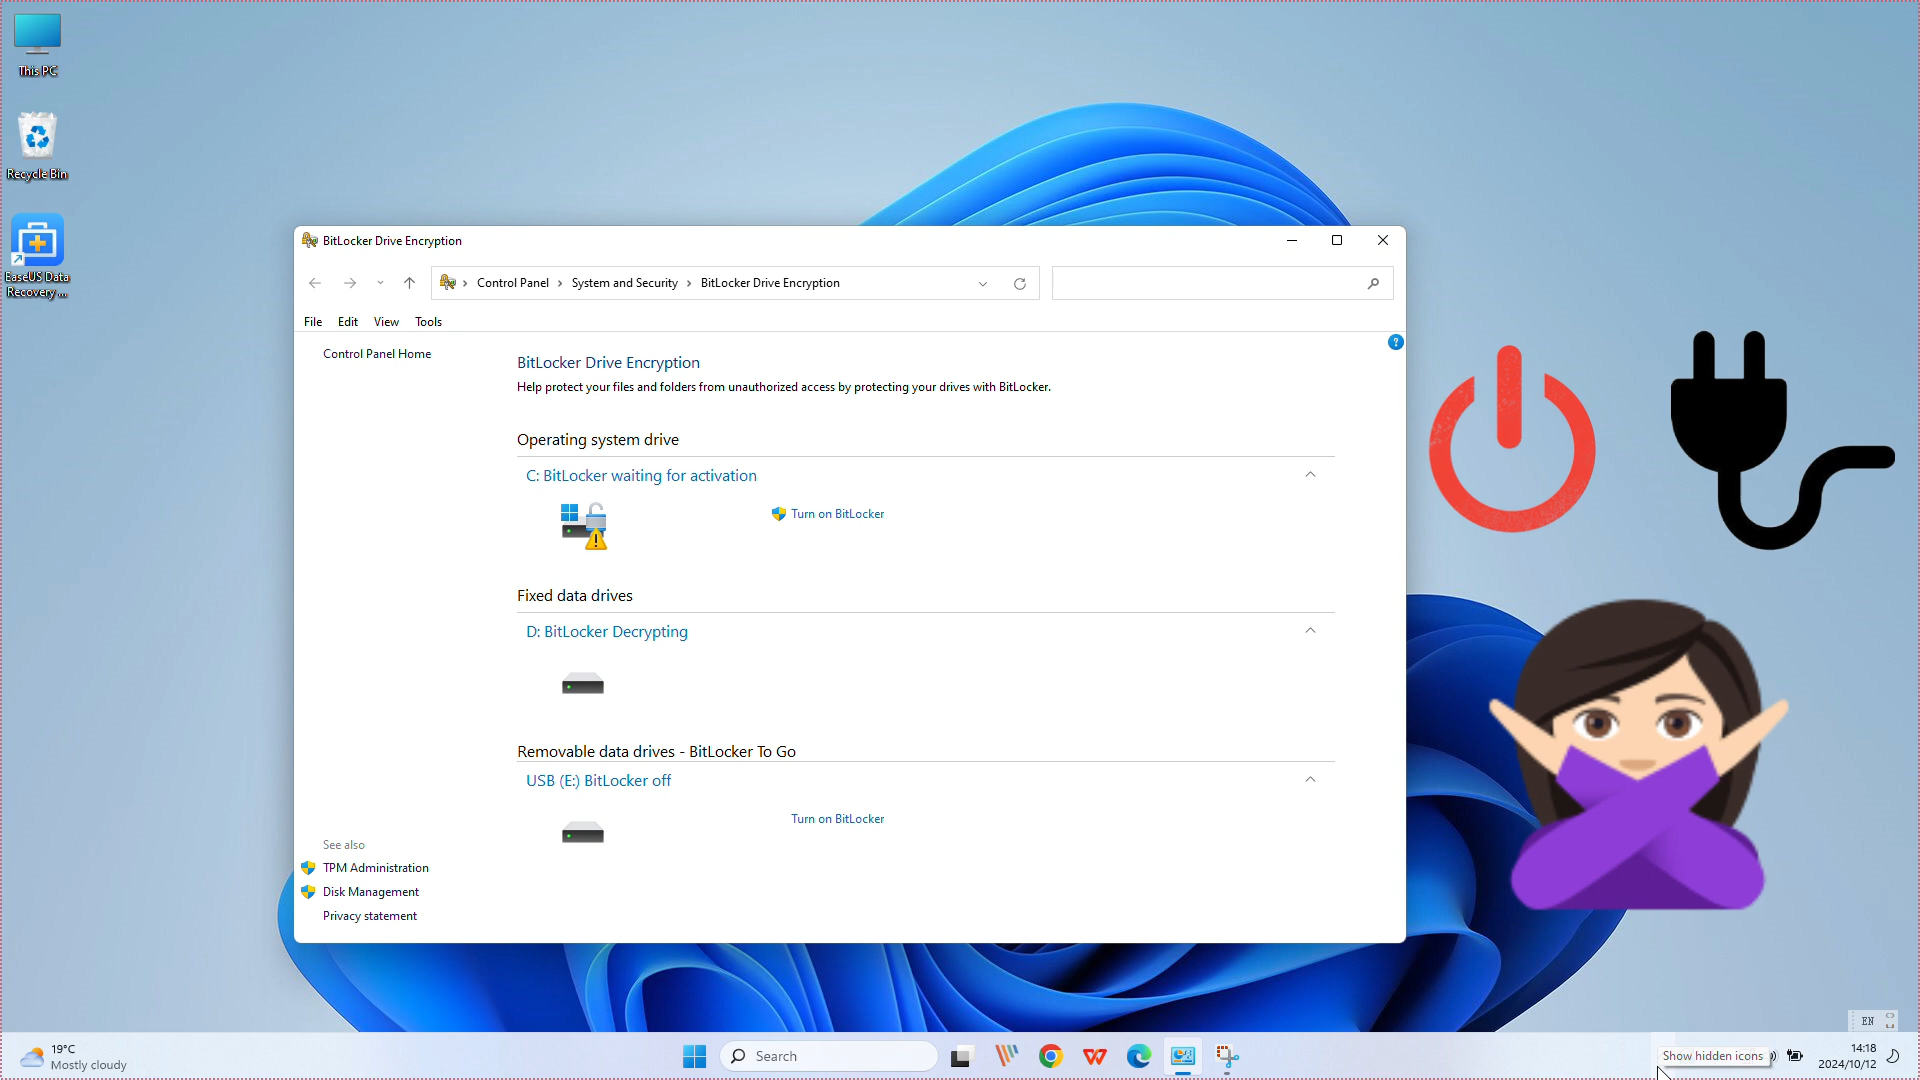 This PC
Recycle Bin
EaseUS Data
Recovery ...
BitLocker Drive Encryption
Control Panel > System and Security > BitLocker Drive Encryption
File Edit View Tools
Control Panel Home
BitLocker Drive Encryption
Help protect your files and folders from unauthorized access by protecting your drives with BitLocker.
Operating system drive
C: BitLocker waiting for activation
Turn on BitLocker
Fixed data drives
D: BitLocker Decrypting
Removable data drives - BitLocker To Go
USB (E:) BitLocker off
Turn on BitLocker
See also
TPM Administration
Disk Management
Privacy statement
EN
19°C
Mostly cloudy
Search
Show hidden icons
14:18
2024/10/12